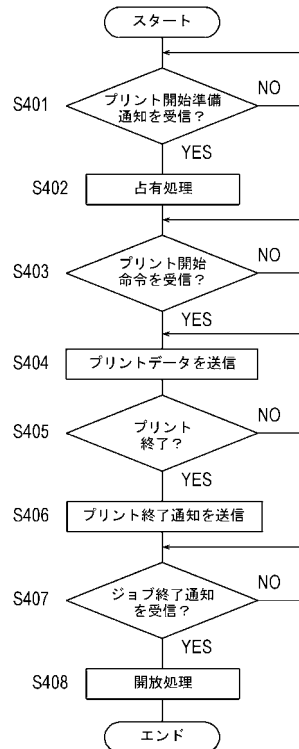 スタート
S401
プリント開始準備
通知を受信?
NO
YES
S402
占有処理
S403
プリント開始
命令を受信?
NO
YES
S404
プリントデータを送信
S405
プリント
終了?
NO
YES
S406
プリント終了通知を送信
S407
ジョブ終了通知
を受信?
NO
YES
S408
開放処理
エンド